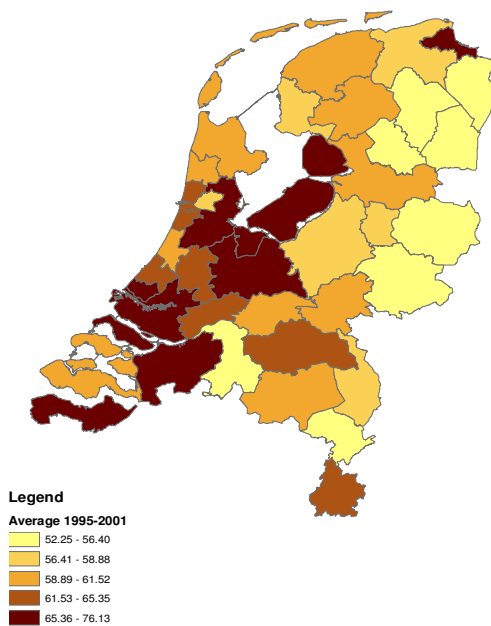 Legend
Average 1995-2001
52.25 - 56.40
56.41 - 58.88
58.89 - 61.52
61.53 - 65.35
65.36 - 76.13